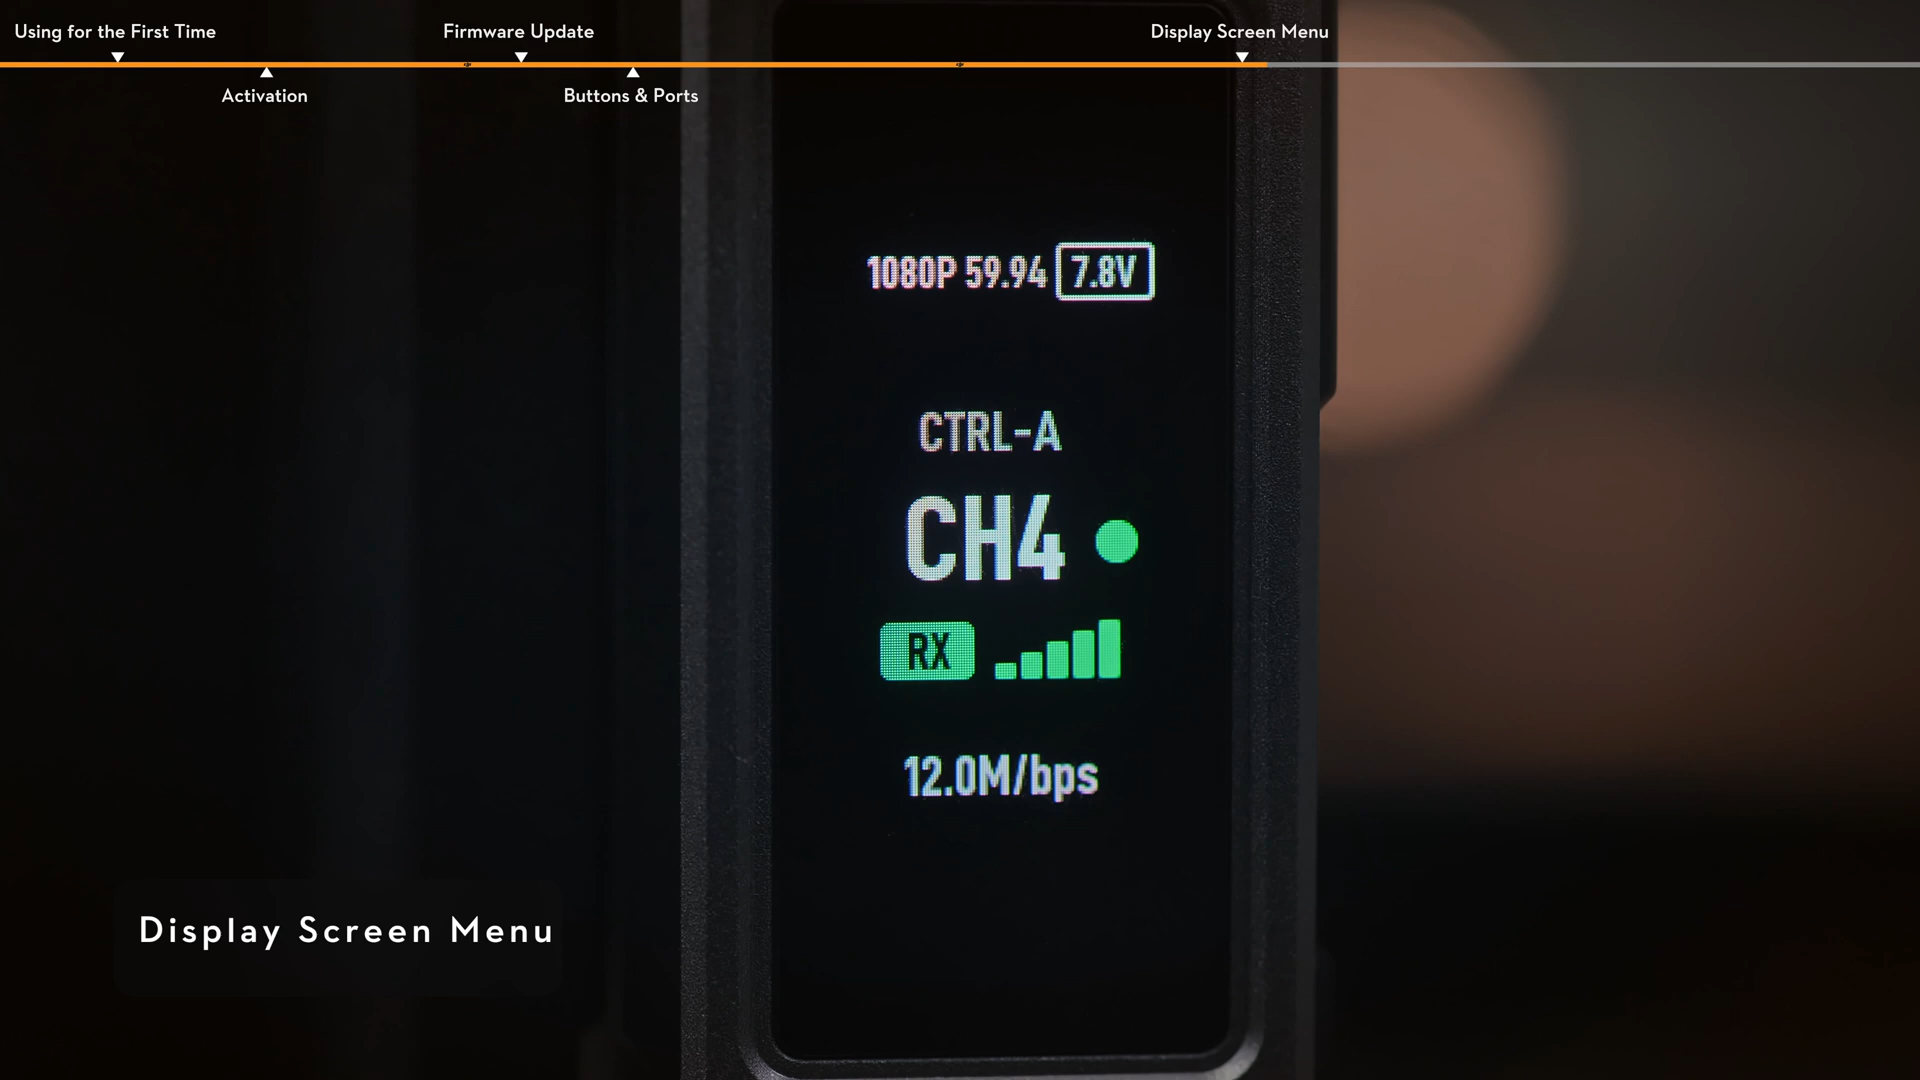 Using for the First Time
Firmware Update
Display Screen Menu
Activation
Buttons & Ports
1080P 59.94 7.8V
CTRL-A
CH4
RX
12.0M/bps
Display Screen Menu